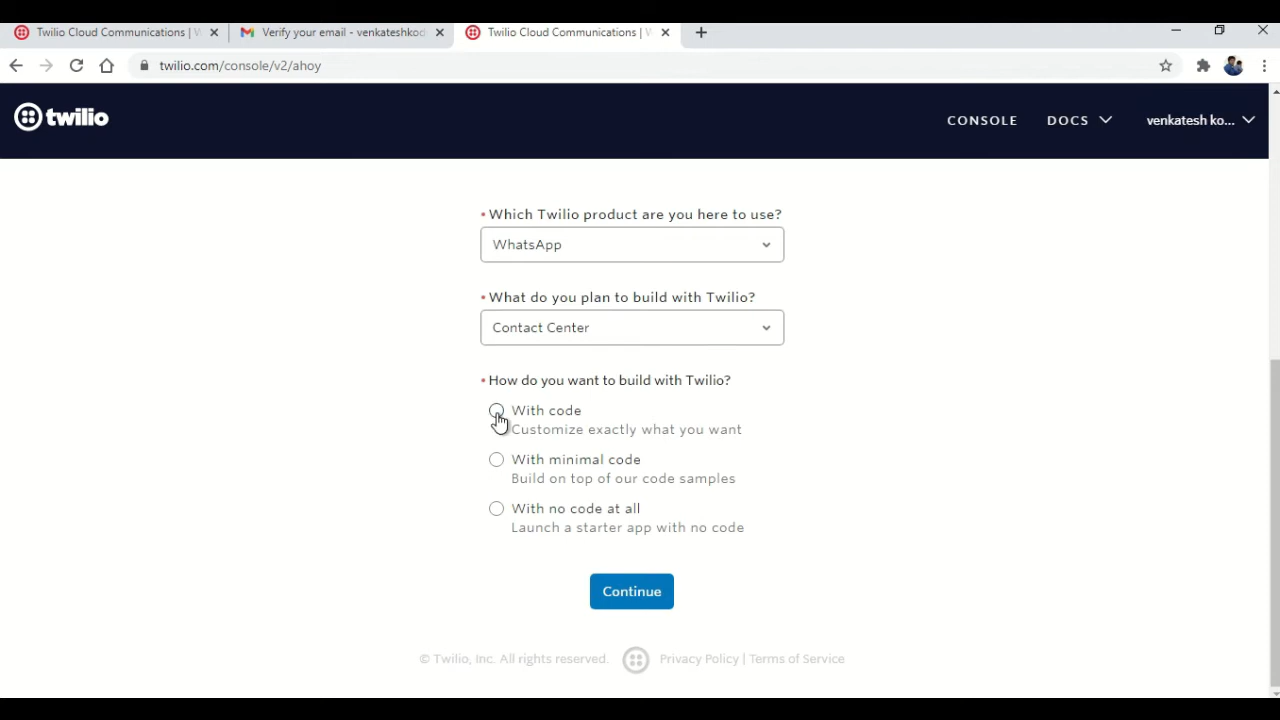 Twilio Cloud Communications | W
Verify your email - venkateshkod
Twilio Cloud Communications | W
twilio.com/console/v2/ahoy
twilio
CONSOLE
DOCS
venkatesh ko...
* Which Twilio product are you here to use?
WhatsApp
* What do you plan to build with Twilio?
Contact Center
* How do you want to build with Twilio?
With code
Customize exactly what you want
With minimal code
Build on top of our code samples
With no code at all
Launch a starter app with no code
Continue
© Twilio, Inc. All rights reserved.
Privacy Policy | Terms of Service